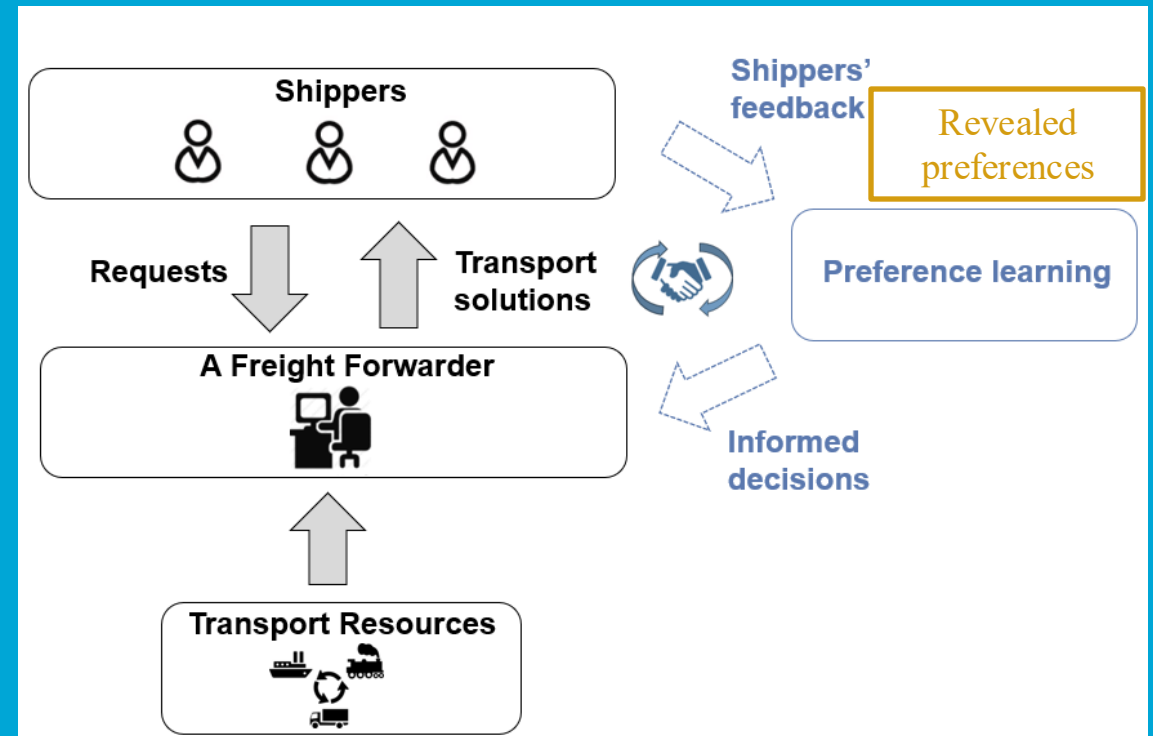 Shippers
Shippers’
feedback
Revealed
preferences
Requests
Transport
solutions
Preference learning
A Freight Forwarder
Informed
decisions
Transport Resources